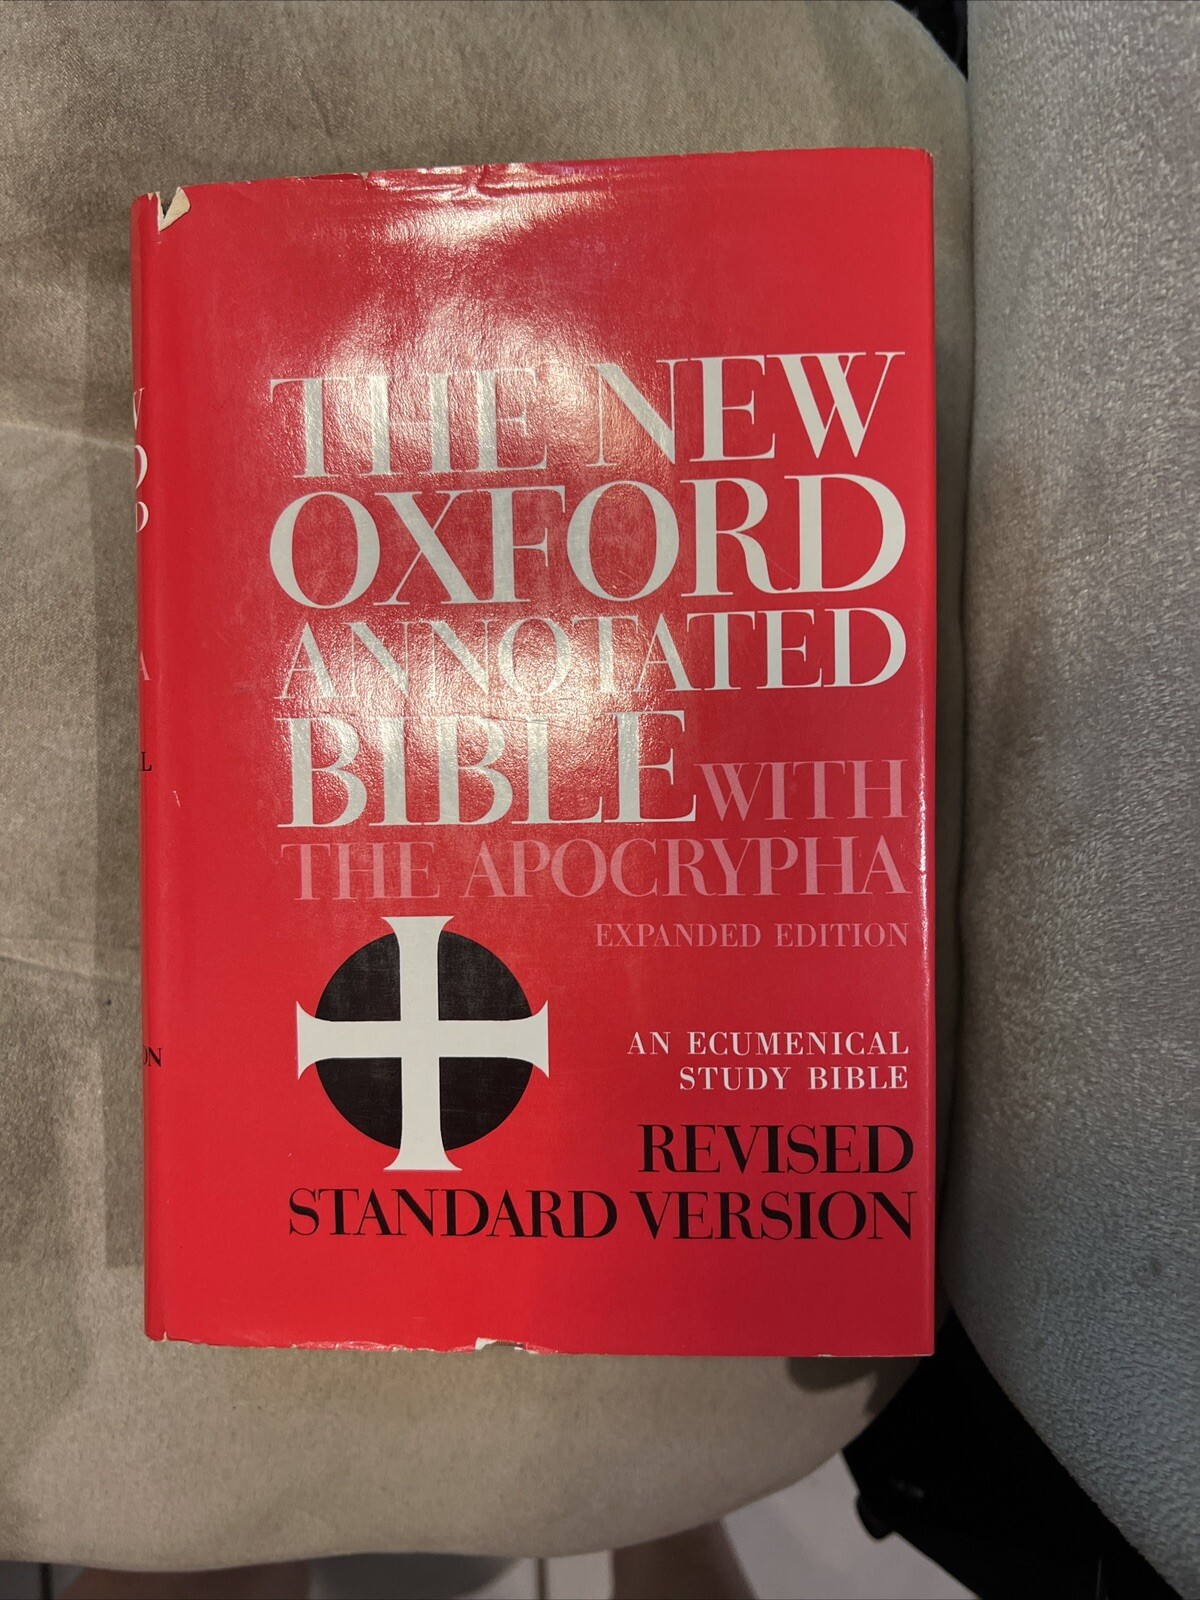 THE NEW
OXFORD
ANNOTATED
BIBLE WITH
THE APOCRYPHA
EXPANDED EDITION
AN ECUMENICAL
STUDY BIBLE
REVISED
STANDARD VERSION